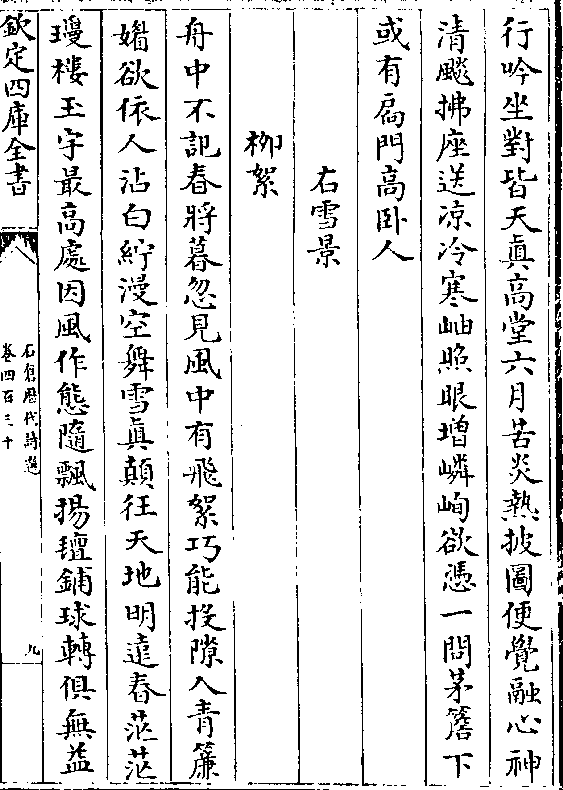 行吟坐對皆天真高堂六月苦炎熱披圖便覺融心神
清飈拂座送凉冷寒岫照眼增嶙峋欲憑一問茅簷下
或有扄門高卧人
右雪景
柳絮
舟中不記春將暮忽見風中有飛絮巧能投隙入青簾
媚欲依人沾白紵漫空舞雪真顛狂天地明達春茫茫
瓊樓玉宇最高處因風作態隨飄揚氊鋪球轉俱無益
欽定四庫全書
石倉歷代詩選
卷四百三十
九